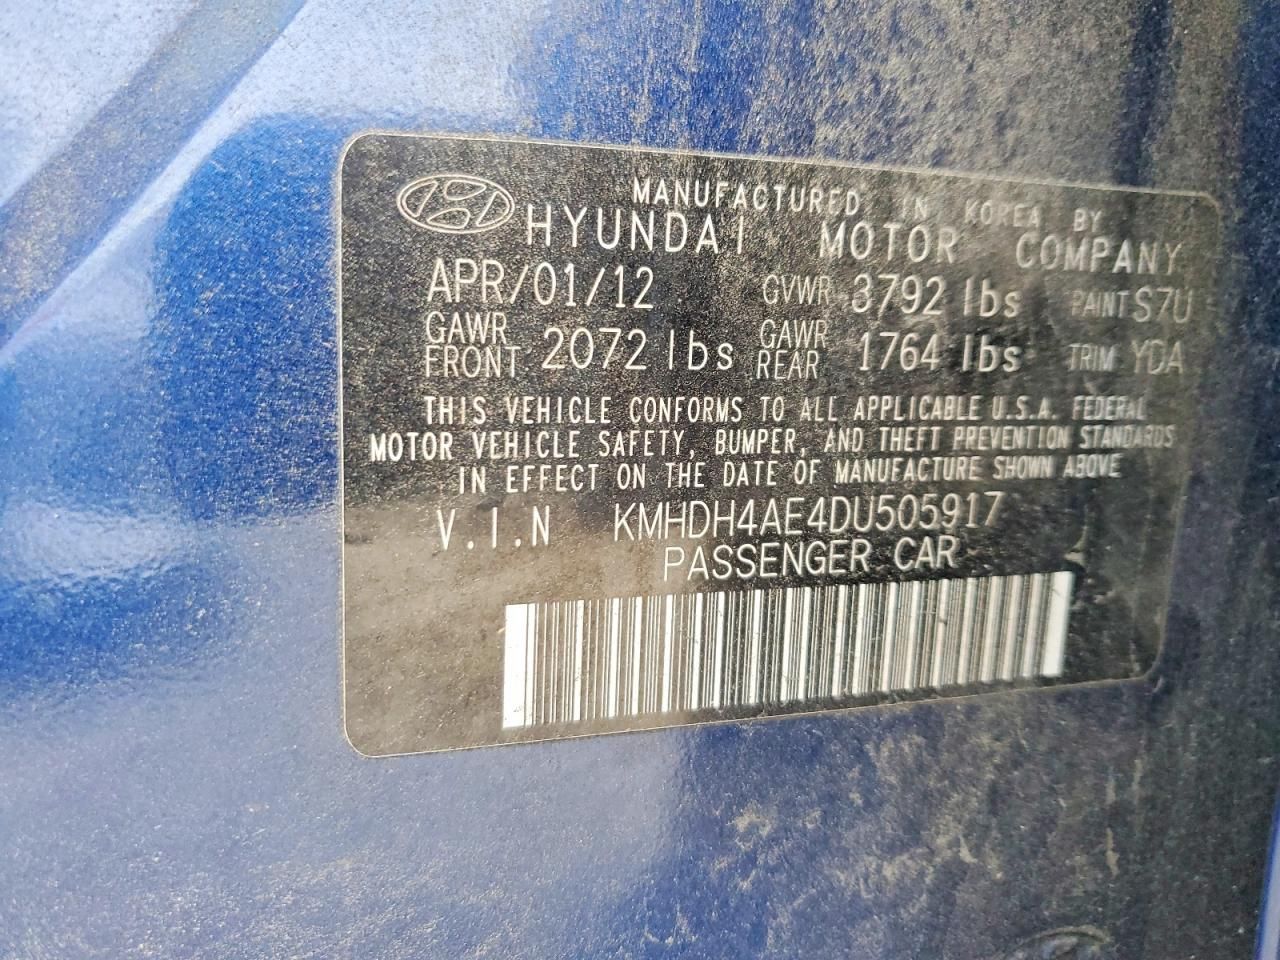 MANUFACTURED IN KOREA BY
HYUNDAI MOTOR COMPANY
APR/01/12 GVWR 3792 lbs PAINT S7U
GAWR FRONT 2072 lbs GAWR REAR 1764 lbs TRIM YDA
THIS VEHICLE CONFORMS TO ALL APPLICABLE U.S.A. FEDERAL
MOTOR VEHICLE SAFETY, BUMPER, AND THEFT PREVENTION STANDARDS
IN EFFECT ON THE DATE OF MANUFACTURE SHOWN ABOVE
V.I.N KMHDH4AE4DU505917
PASSENGER CAR